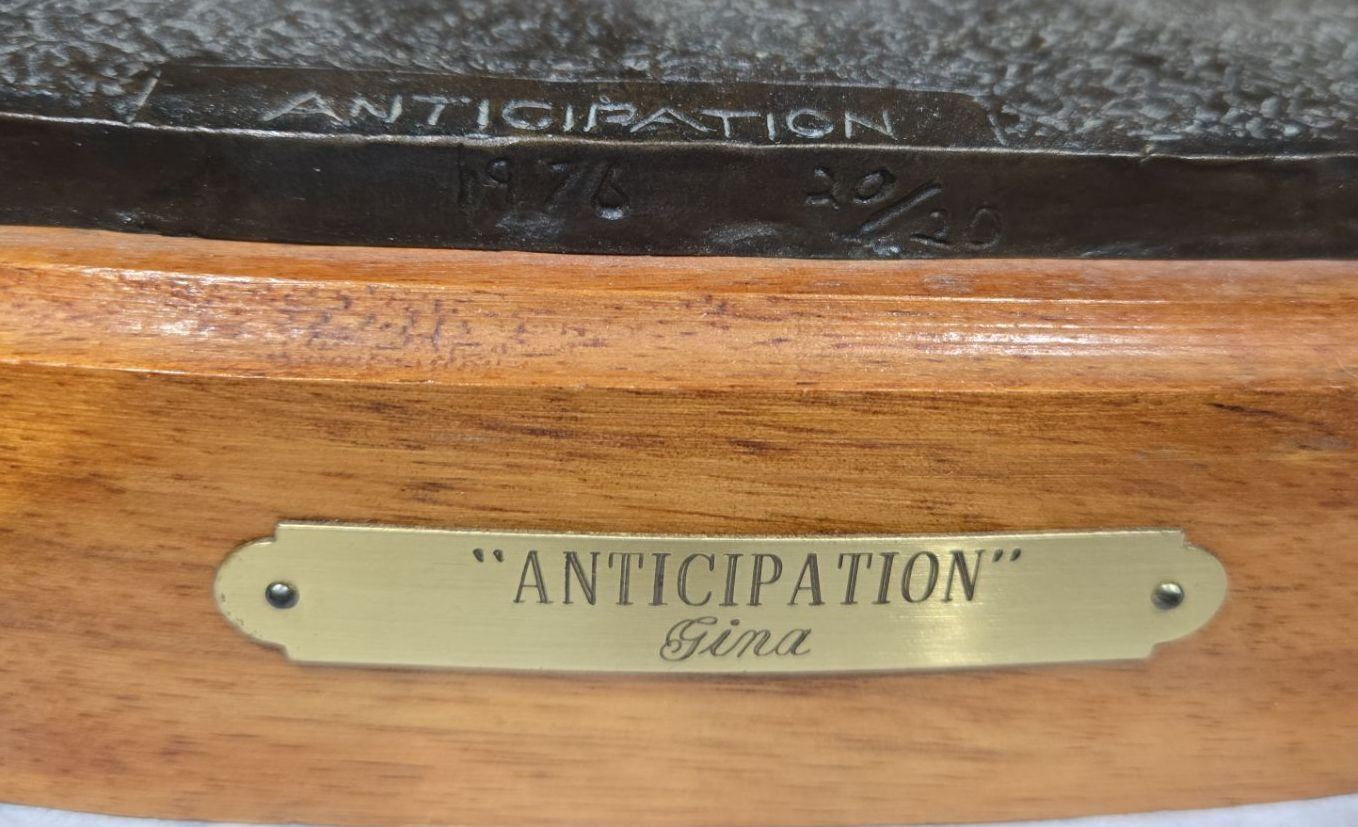 ANTICIPATION
1976 20/20
"ANTICIPATION"
Gina